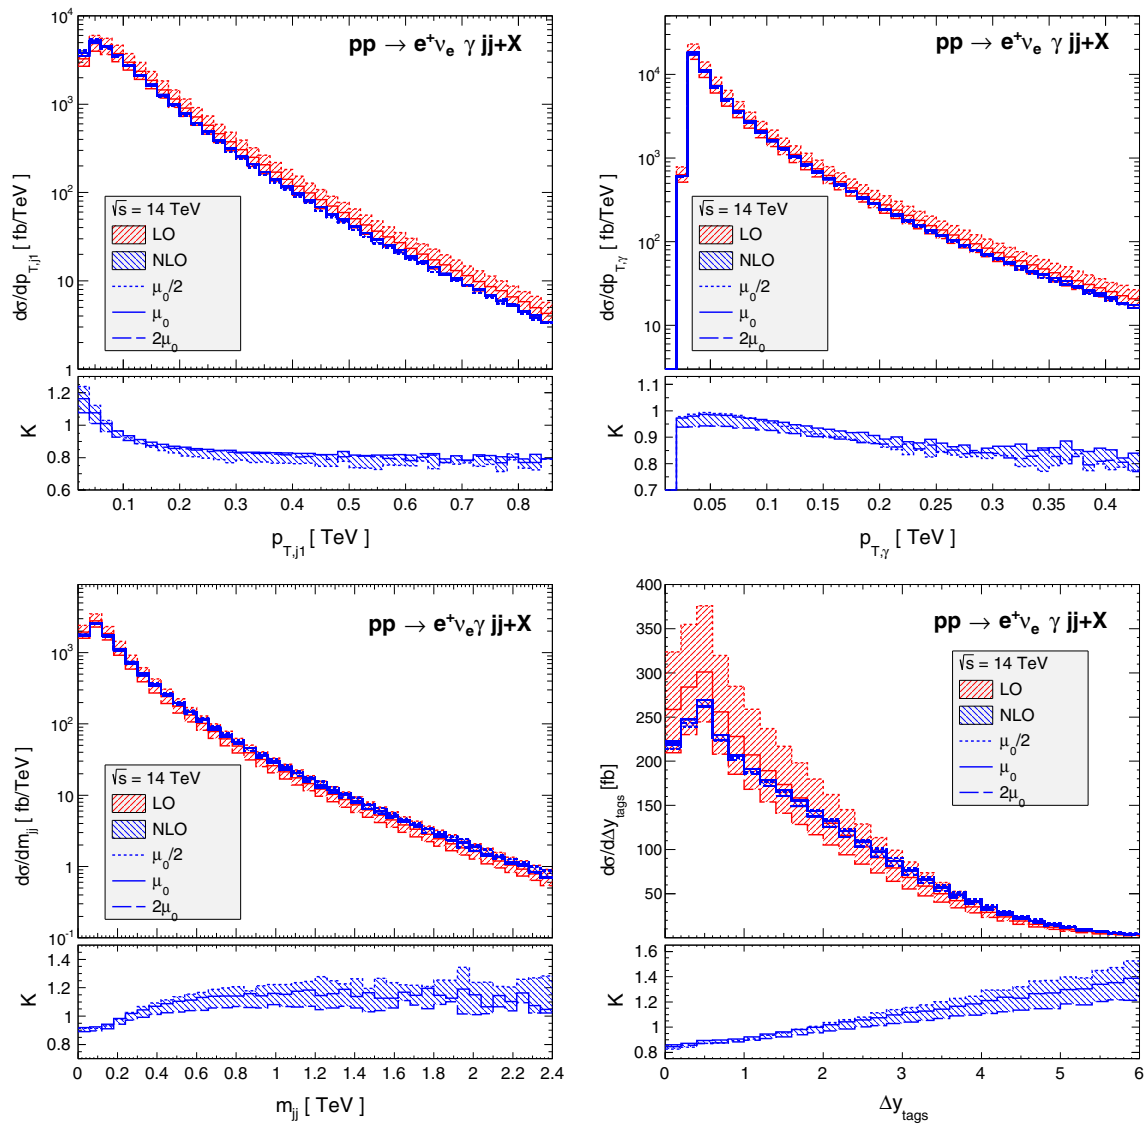 pp → e⁺νₑ γ jj+X
dσ/dp_T,j1 [ fb/TeV ]
10⁴
10³
10²
10
1
√s = 14 TeV
LO
NLO
μ₀/2
μ₀
2μ₀
K
1.2
1
0.8
0.6
0.1 0.2 0.3 0.4 0.5 0.6 0.7 0.8
p_T,j1 [ TeV ]
pp → e⁺νₑ γ jj+X
dσ/dp_T,γ [ fb/TeV ]
10⁴
10³
10²
10
√s = 14 TeV
LO
NLO
μ₀/2
μ₀
2μ₀
K
1.1
1
0.9
0.8
0.7
0.05 0.1 0.15 0.2 0.25 0.3 0.35 0.4
p_T,γ [ TeV ]
pp → e⁺νₑ γ jj+X
dσ/dm_jj [ fb/TeV ]
10³
10²
10
1
10⁻¹
√s = 14 TeV
LO
NLO
μ₀/2
μ₀
2μ₀
K
1.4
1.2
1
0.8
0 0.2 0.4 0.6 0.8 1 1.2 1.4 1.6 1.8 2 2.2 2.4
m_jj [ TeV ]
pp → e⁺νₑ γ jj+X
dσ/dΔy_tags [fb]
400
350
300
250
200
150
100
50
√s = 14 TeV
LO
NLO
μ₀/2
μ₀
2μ₀
K
1.6
1.4
1.2
1
0.8
0 1 2 3 4 5 6
Δy_tags